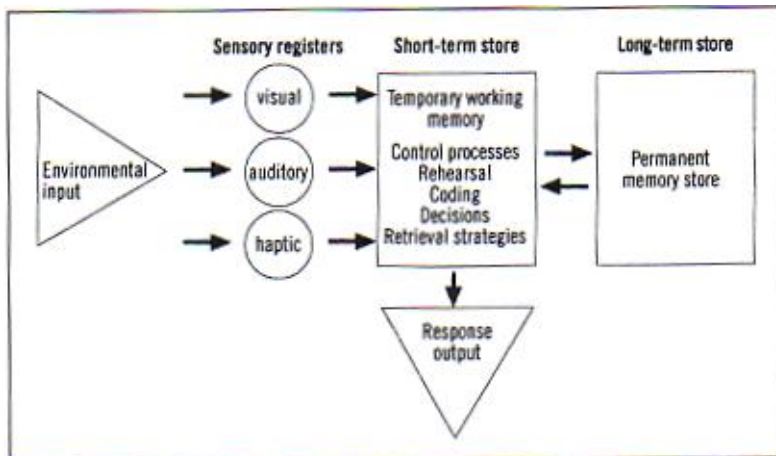 Sensory registers
Short-term store
Long-term store
Environmental
input
visual
auditory
haptic
Temporary working
memory
Control processes
Rehearsal
Coding
Decisions
Retrieval strategies
Permanent
memory store
Response
output